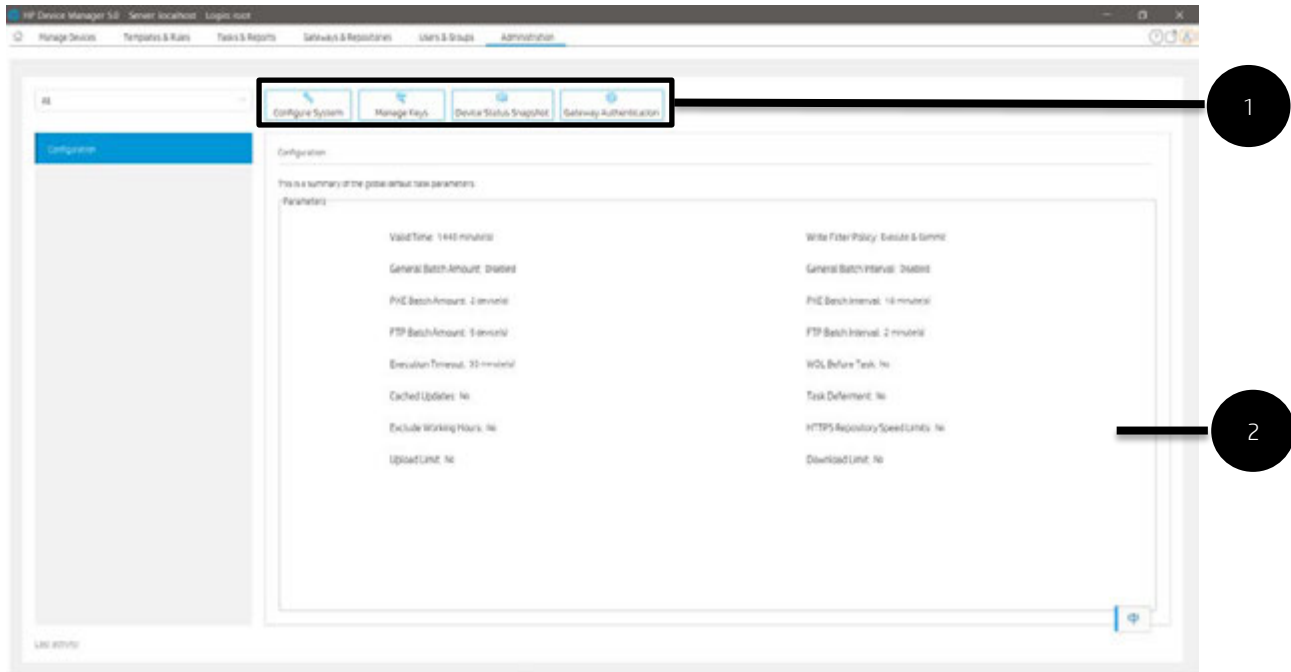 HP Device Manager 5.0 Server: localhost Login: root
Manage Devices Templates & Rules Tasks & Reports Gateways & Repositories Users & Groups Administration
All
Configure System Manage Keys Device Status Snapshot Gateway Authentication
1
Configuration
Configuration
This is a summary of the global default task parameters.
Parameters
Valid Time: 1440 minute(s) Write Filter Policy: Execute & Commit
General Batch Amount: Disabled General Batch Interval: Disabled
PXE Batch Amount: 2 device(s) PXE Batch Interval: 10 minute(s)
FTP Batch Amount: 5 device(s) FTP Batch Interval: 2 minute(s)
Execution Timeout: 30 minute(s) WOL Before Task: No
Cached Updates: No Task Deferment: No
Exclude Working Hours: No HTTPS Repository Speed Limits: No
2
Upload Limit: No Download Limit: No
Last activity: